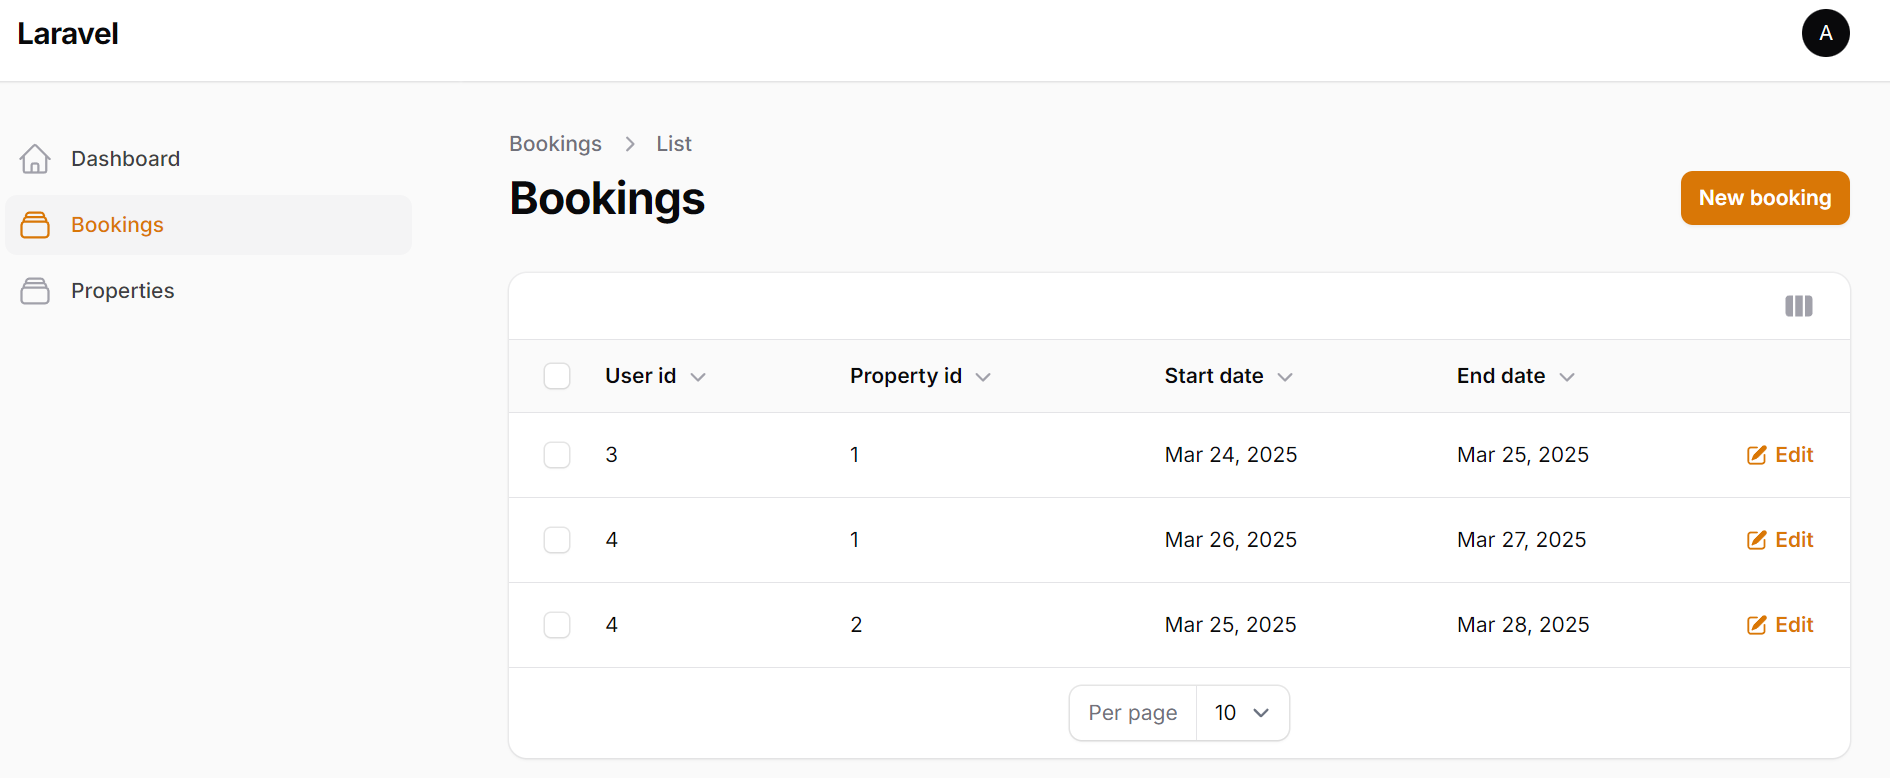 Laravel
A
Dashboard
Bookings
Properties
Bookings > List
Bookings
New booking
User id Property id Start date End date
3 1 Mar 24, 2025 Mar 25, 2025 Edit
4 1 Mar 26, 2025 Mar 27, 2025 Edit
4 2 Mar 25, 2025 Mar 28, 2025 Edit
Per page 10